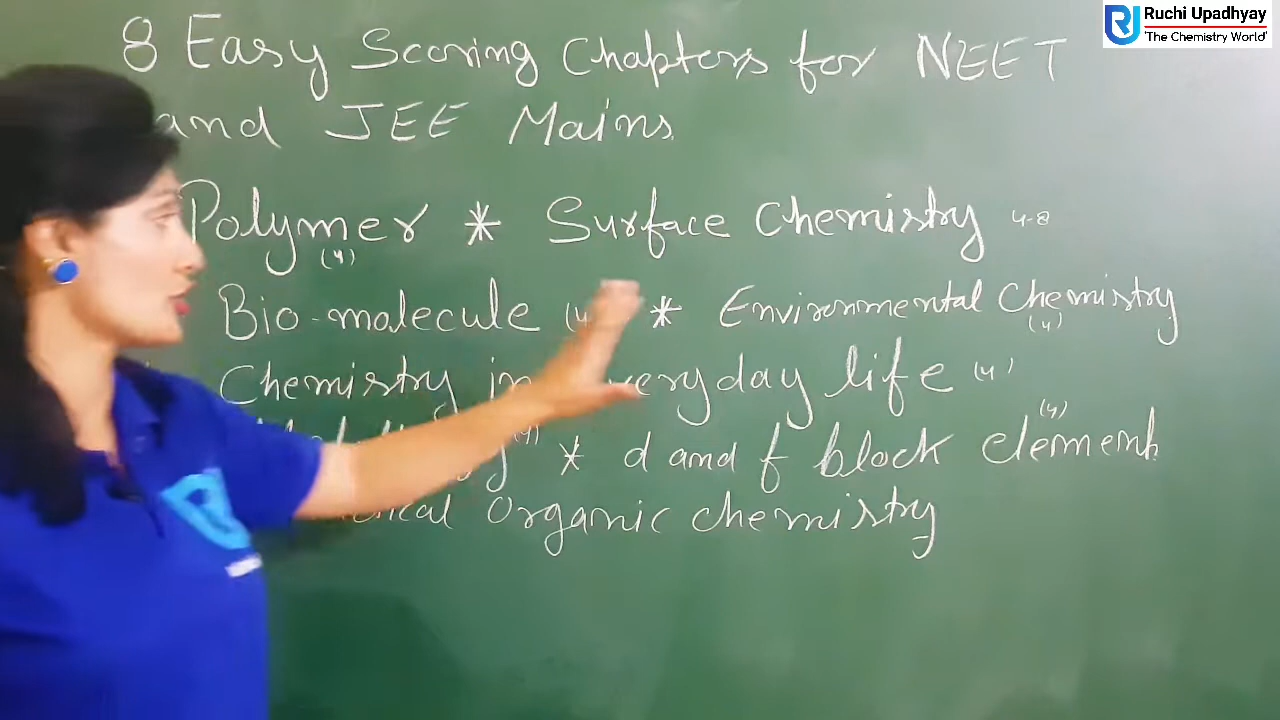 Ruchi Upadhyay
'The Chemistry World'
8 Easy Scoring Chapters for NEET
and JEE Mains
Polymer * Surface Chemistry 4-8
(4)
Bio-molecule * Environmental Chemistry
(4)
Chemistry in everyday life (4)
(4)
* d and f block element
Organic chemistry